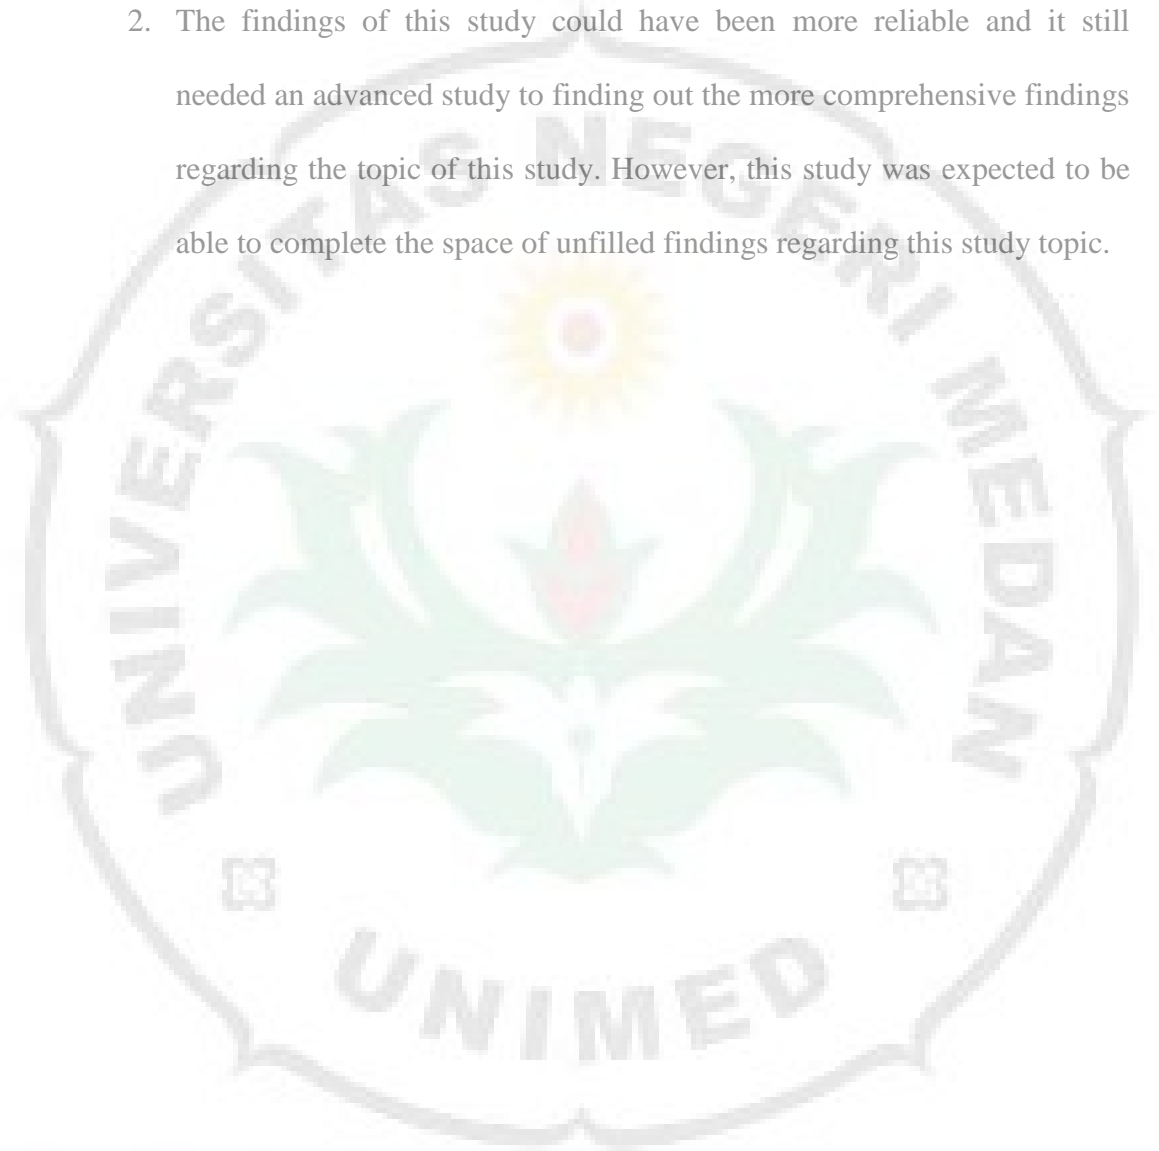 2. The findings of this study could have been more reliable and it still
needed an advanced study to finding out the more comprehensive findings
regarding the topic of this study. However, this study was expected to be
able to complete the space of unfilled findings regarding this study topic.
UNIVERSITAS NEGERI MEDAN
UNIMED